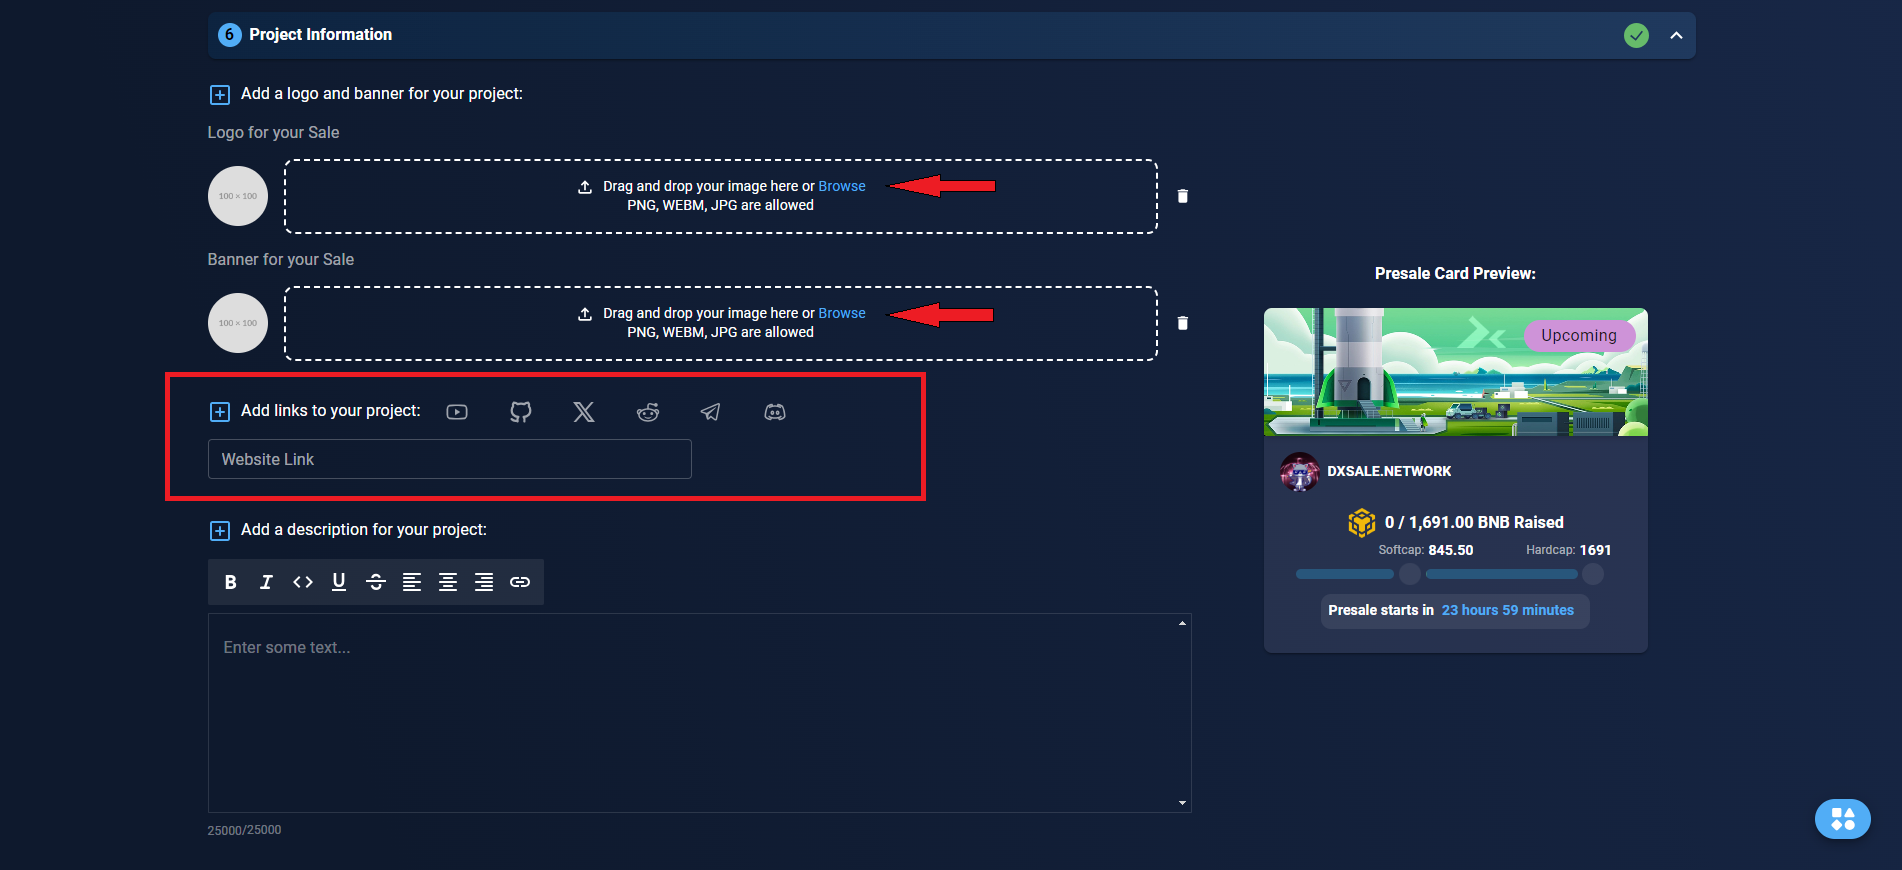 6 Project Information
Add a logo and banner for your project:
Logo for your Sale
100 × 100
Drag and drop your image here or Browse
PNG, WEBM, JPG are allowed
Banner for your Sale
100 × 100
Drag and drop your image here or Browse
PNG, WEBM, JPG are allowed
Add links to your project:
Website Link
Add a description for your project:
B I <> U S
Enter some text...
25000/25000
Presale Card Preview:
Upcoming
DXSALE.NETWORK
0 / 1,691.00 BNB Raised
Softcap: 845.50 Hardcap: 1691
Presale starts in 23 hours 59 minutes